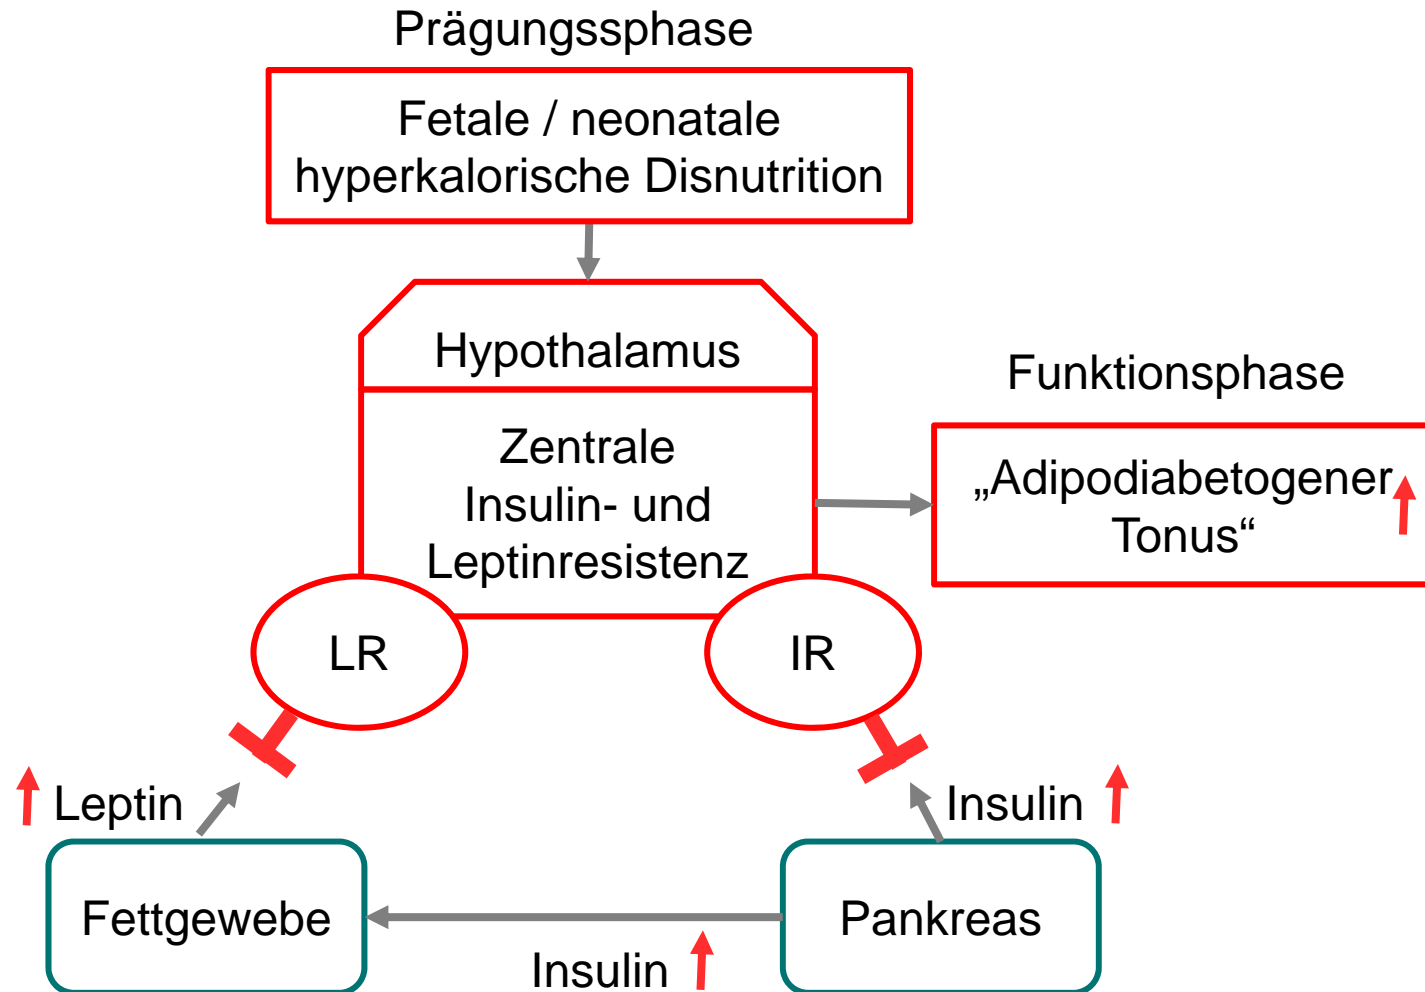 Prägungssphase
Fetale / neonatale
hyperkalorische Disnutrition
Hypothalamus
Zentrale
Insulin- und
Leptinresistenz
Funktionsphase
„Adipodiabetogener
Tonus“
LR
IR
Leptin
Insulin
Fettgewebe
Pankreas
Insulin